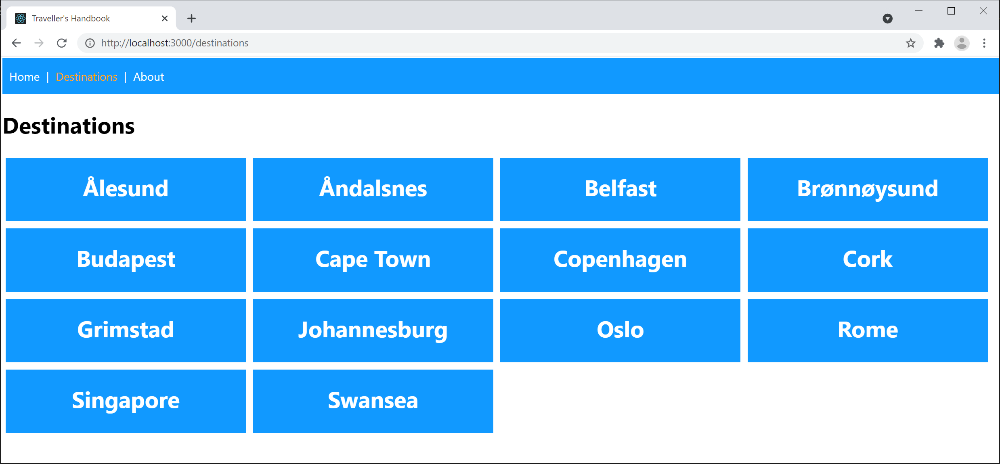 Traveller's Handbook
http://localhost:3000/destinations
Home | Destinations | About
Destinations
Ålesund Åndalsnes Belfast Brønnøysund
Budapest Cape Town Copenhagen Cork
Grimstad Johannesburg Oslo Rome
Singapore Swansea